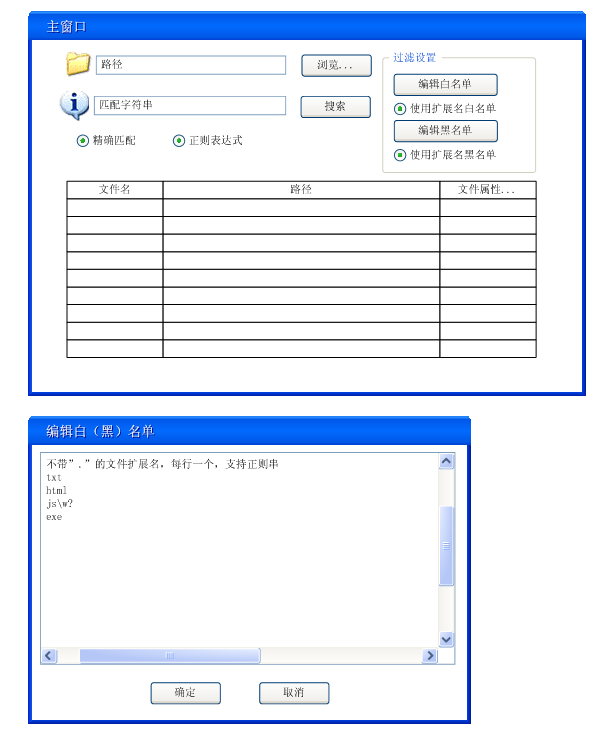 主窗口
路径
浏览...
过滤设置
编辑白名单
匹配字符串
搜索
使用扩展名白名单
编辑黑名单
精确匹配
正则表达式
使用扩展名黑名单
文件名 路径 文件属性...
编辑白（黑）名单
不带”.”的文件扩展名，每行一个，支持正则串
txt
html
js\w?
exe
确定 取消